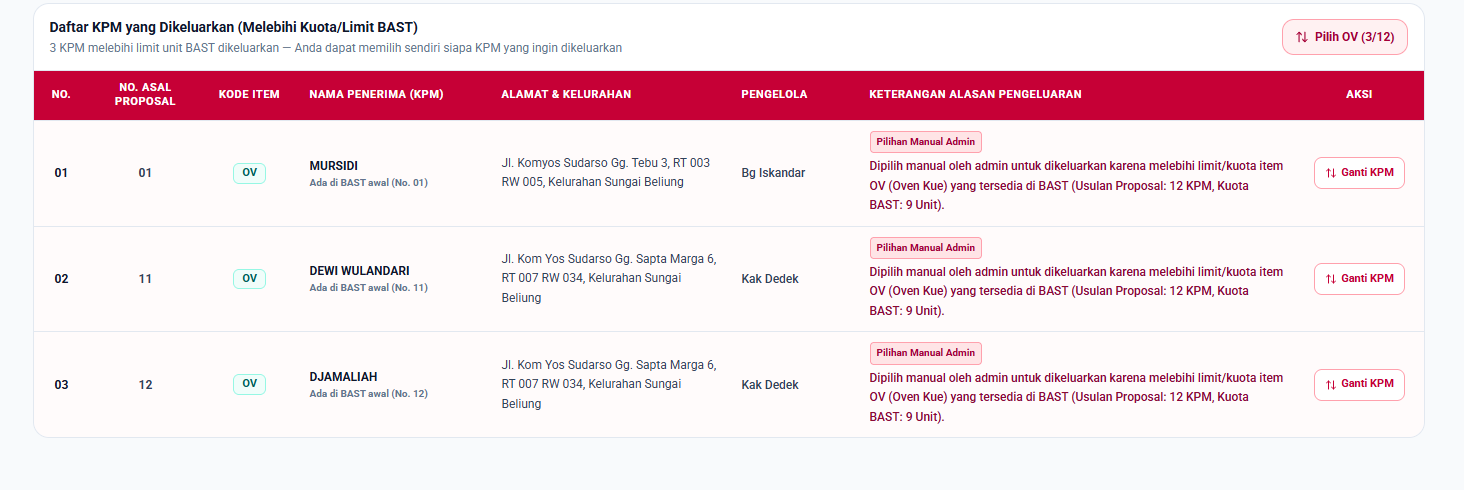 Daftar KPM yang Dikeluarkan (Melebihi Kuota/Limit BAST)
3 KPM melebihi limit unit BAST dikeluarkan — Anda dapat memilih sendiri siapa KPM yang ingin dikeluarkan
Pilih OV (3/12)
NO.
NO. ASAL
PROPOSAL
KODE ITEM
NAMA PENERIMA (KPM)
ALAMAT & KELURAHAN
PENGELOLA
KETERANGAN ALASAN PENGELUARAN
AKSI
01
01
OV
MURSIDI
Ada di BAST awal (No. 01)
Jl. Komyos Sudarso Gg. Tebu 3, RT 003
RW 005, Kelurahan Sungai Beliung
Bg Iskandar
Pilihan Manual Admin
Dipilih manual oleh admin untuk dikeluarkan karena melebihi limit/kuota item
OV (Oven Kue) yang tersedia di BAST (Usulan Proposal: 12 KPM, Kuota
BAST: 9 Unit).
Ganti KPM
02
11
OV
DEWI WULANDARI
Ada di BAST awal (No. 11)
Jl. Kom Yos Sudarso Gg. Sapta Marga 6,
RT 007 RW 034, Kelurahan Sungai
Beliung
Kak Dedek
Pilihan Manual Admin
Dipilih manual oleh admin untuk dikeluarkan karena melebihi limit/kuota item
OV (Oven Kue) yang tersedia di BAST (Usulan Proposal: 12 KPM, Kuota
BAST: 9 Unit).
Ganti KPM
03
12
OV
DJAMALIAH
Ada di BAST awal (No. 12)
Jl. Kom Yos Sudarso Gg. Sapta Marga 6,
RT 007 RW 034, Kelurahan Sungai
Beliung
Kak Dedek
Pilihan Manual Admin
Dipilih manual oleh admin untuk dikeluarkan karena melebihi limit/kuota item
OV (Oven Kue) yang tersedia di BAST (Usulan Proposal: 12 KPM, Kuota
BAST: 9 Unit).
Ganti KPM